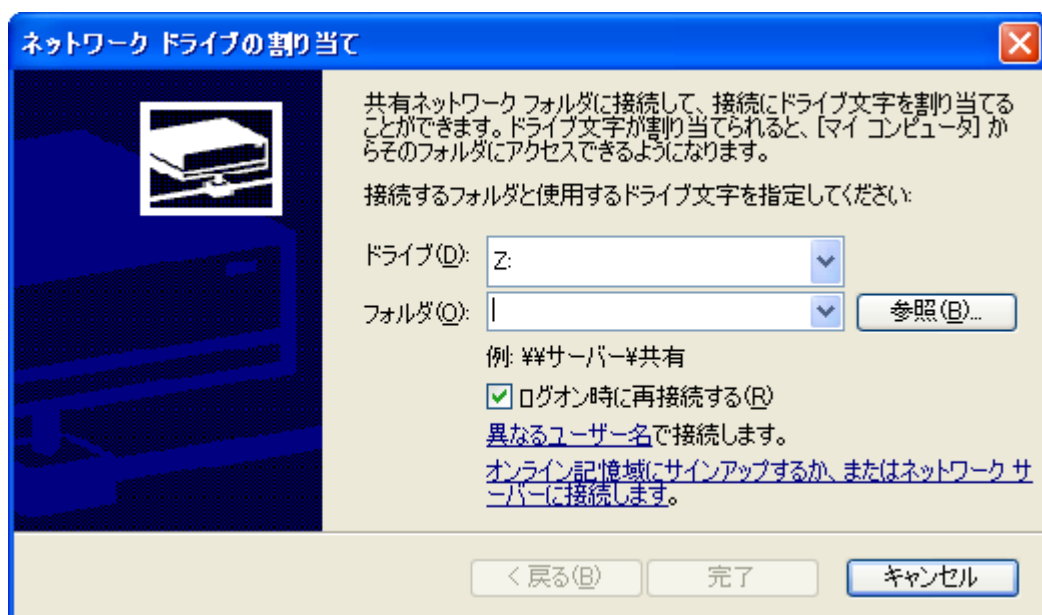 ネットワーク ドライブの割り当て
共有ネットワーク フォルダに接続して、接続にドライブ文字を割り当てる
ことができます。ドライブ文字が割り当てられると、[マイ コンピュータ] か
らそのフォルダにアクセスできるようになります。
接続するフォルダと使用するドライブ文字を指定してください:
ドライブ(D): Z:
フォルダ(O): 参照(B)...
例: ¥¥サーバー¥共有
ログオン時に再接続する(R)
異なるユーザー名で接続します。
オンライン記憶域にサインアップするか、またはネットワーク サ
ーバーに接続します。
< 戻る(B) 完了 キャンセル